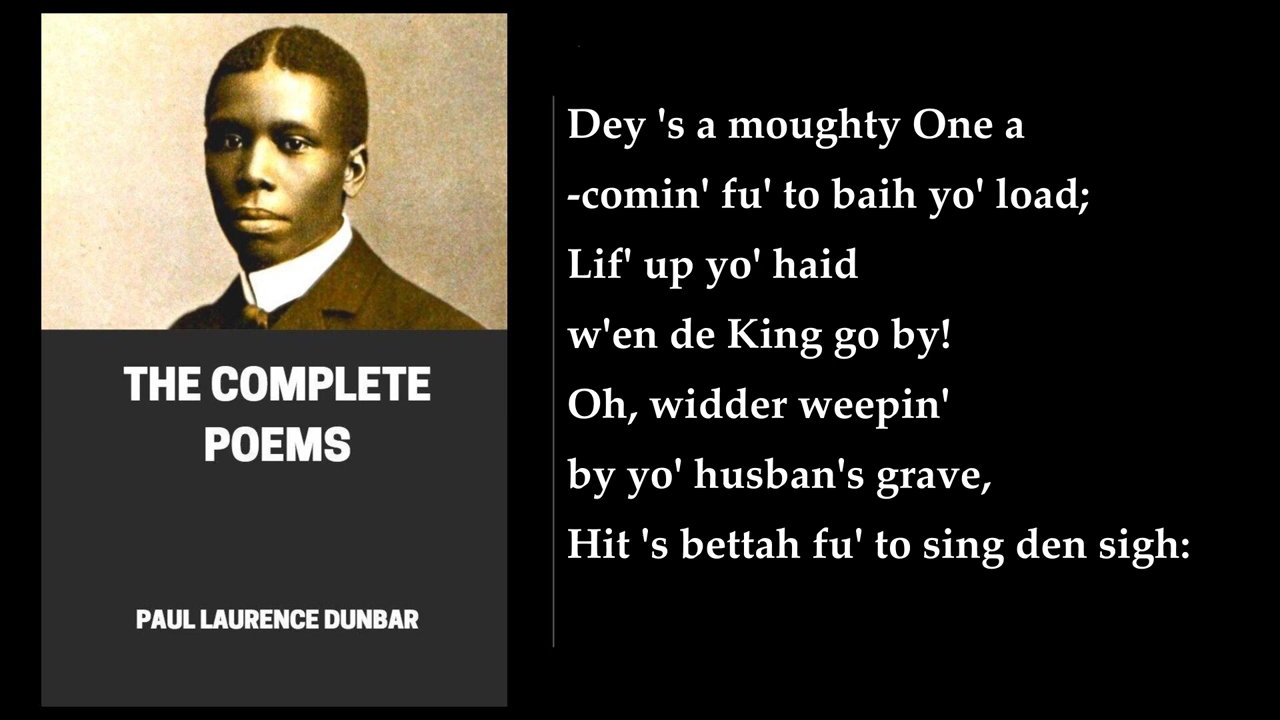 THE COMPLETE
POEMS
PAUL LAURENCE DUNBAR
Dey 's a moughty One a
-comin' fu' to baih yo' load;
Lif' up yo' haid
w'en de King go by!
Oh, widder weepin'
by yo' husban's grave,
Hit 's bettah fu' to sing den sigh: